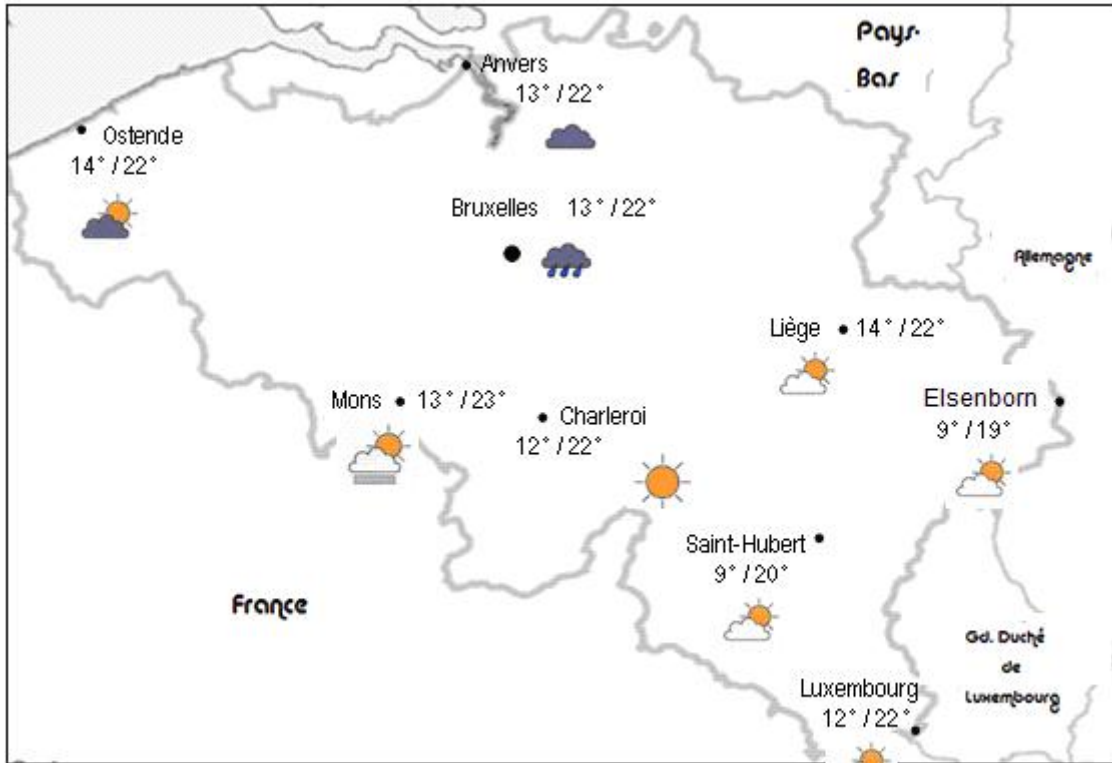 Pays-
Bas
Anvers
13°/22°
Ostende
14°/22°
Bruxelles 13°/22°
Allemagne
Liège 14°/22°
Mons 13°/23°
Charleroi
12°/22°
Elsenborn
9°/19°
Saint-Hubert
9°/20°
France
Gd. Duché
de
Luxembourg
Luxembourg
12°/22°